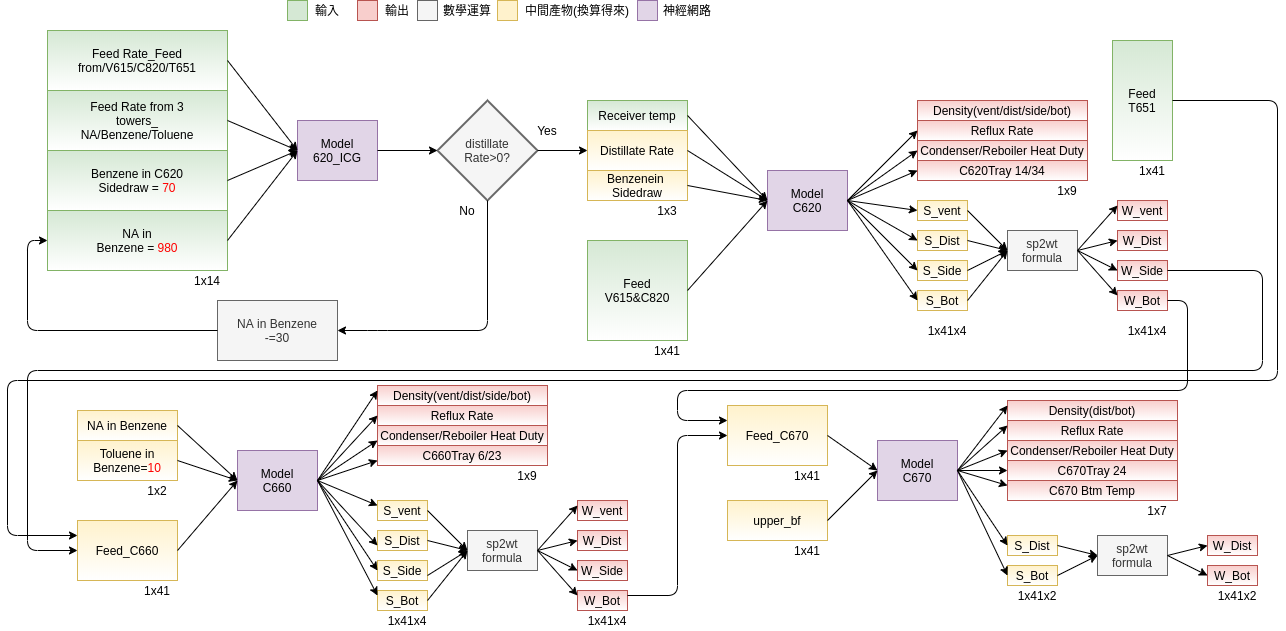 輸入
輸出
數學運算
中間產物(換算得來)
神經網路
Feed Rate_Feed
from/V615/C820/T651
Feed Rate from 3
towers_
NA/Benzene/Toluene
Benzene in C620
Sidedraw = 70
NA in
Benzene = 980
1x14
Model
620_ICG
distillate
Rate>0?
Yes
No
NA in Benzene
-=30
Receiver temp
Distillate Rate
Benzenein
Sidedraw
1x3
Feed
V615&C820
1x41
Model
C620
Density(vent/dist/side/bot)
Reflux Rate
Condenser/Reboiler Heat Duty
C620Tray 14/34
1x9
S_vent
S_Dist
S_Side
S_Bot
1x41x4
sp2wt
formula
W_vent
W_Dist
W_Side
W_Bot
1x41x4
Feed
T651
1x41
NA in Benzene
Toluene in
Benzene=10
1x2
Feed_C660
1x41
Model
C660
Density(vent/dist/side/bot)
Reflux Rate
Condenser/Reboiler Heat Duty
C660Tray 6/23
1x9
S_vent
S_Dist
S_Side
S_Bot
1x41x4
sp2wt
formula
W_vent
W_Dist
W_Side
W_Bot
1x41x4
Feed_C670
1x41
upper_bf
1x41
Model
C670
Density(dist/bot)
Reflux Rate
Condenser/Reboiler Heat Duty
C670Tray 24
C670 Btm Temp
1x7
S_Dist
S_Bot
1x41x2
sp2wt
formula
W_Dist
W_Bot
1x41x2